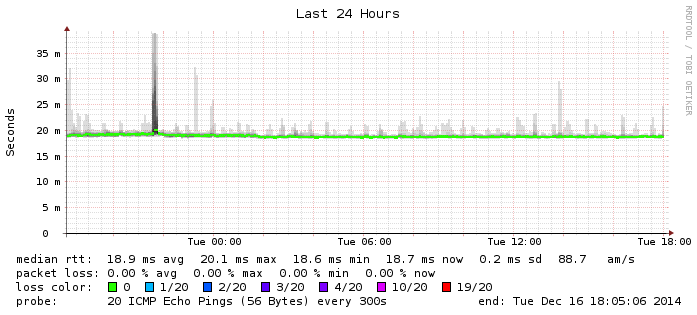 Last 24 Hours
RRDTOOL / TOBI OETIKER
Seconds
35 m
30 m
25 m
20 m
15 m
10 m
5 m
0
Tue 00:00 Tue 06:00 Tue 12:00 Tue 18:00
median rtt: 18.9 ms avg 20.1 ms max 18.6 ms min 18.7 ms now 0.2 ms sd 88.7 am/s
packet loss: 0.00 % avg 0.00 % max 0.00 % min 0.00 % now
loss color: 0 1/20 2/20 3/20 4/20 10/20 19/20
probe: 20 ICMP Echo Pings (56 Bytes) every 300s end: Tue Dec 16 18:05:06 2014